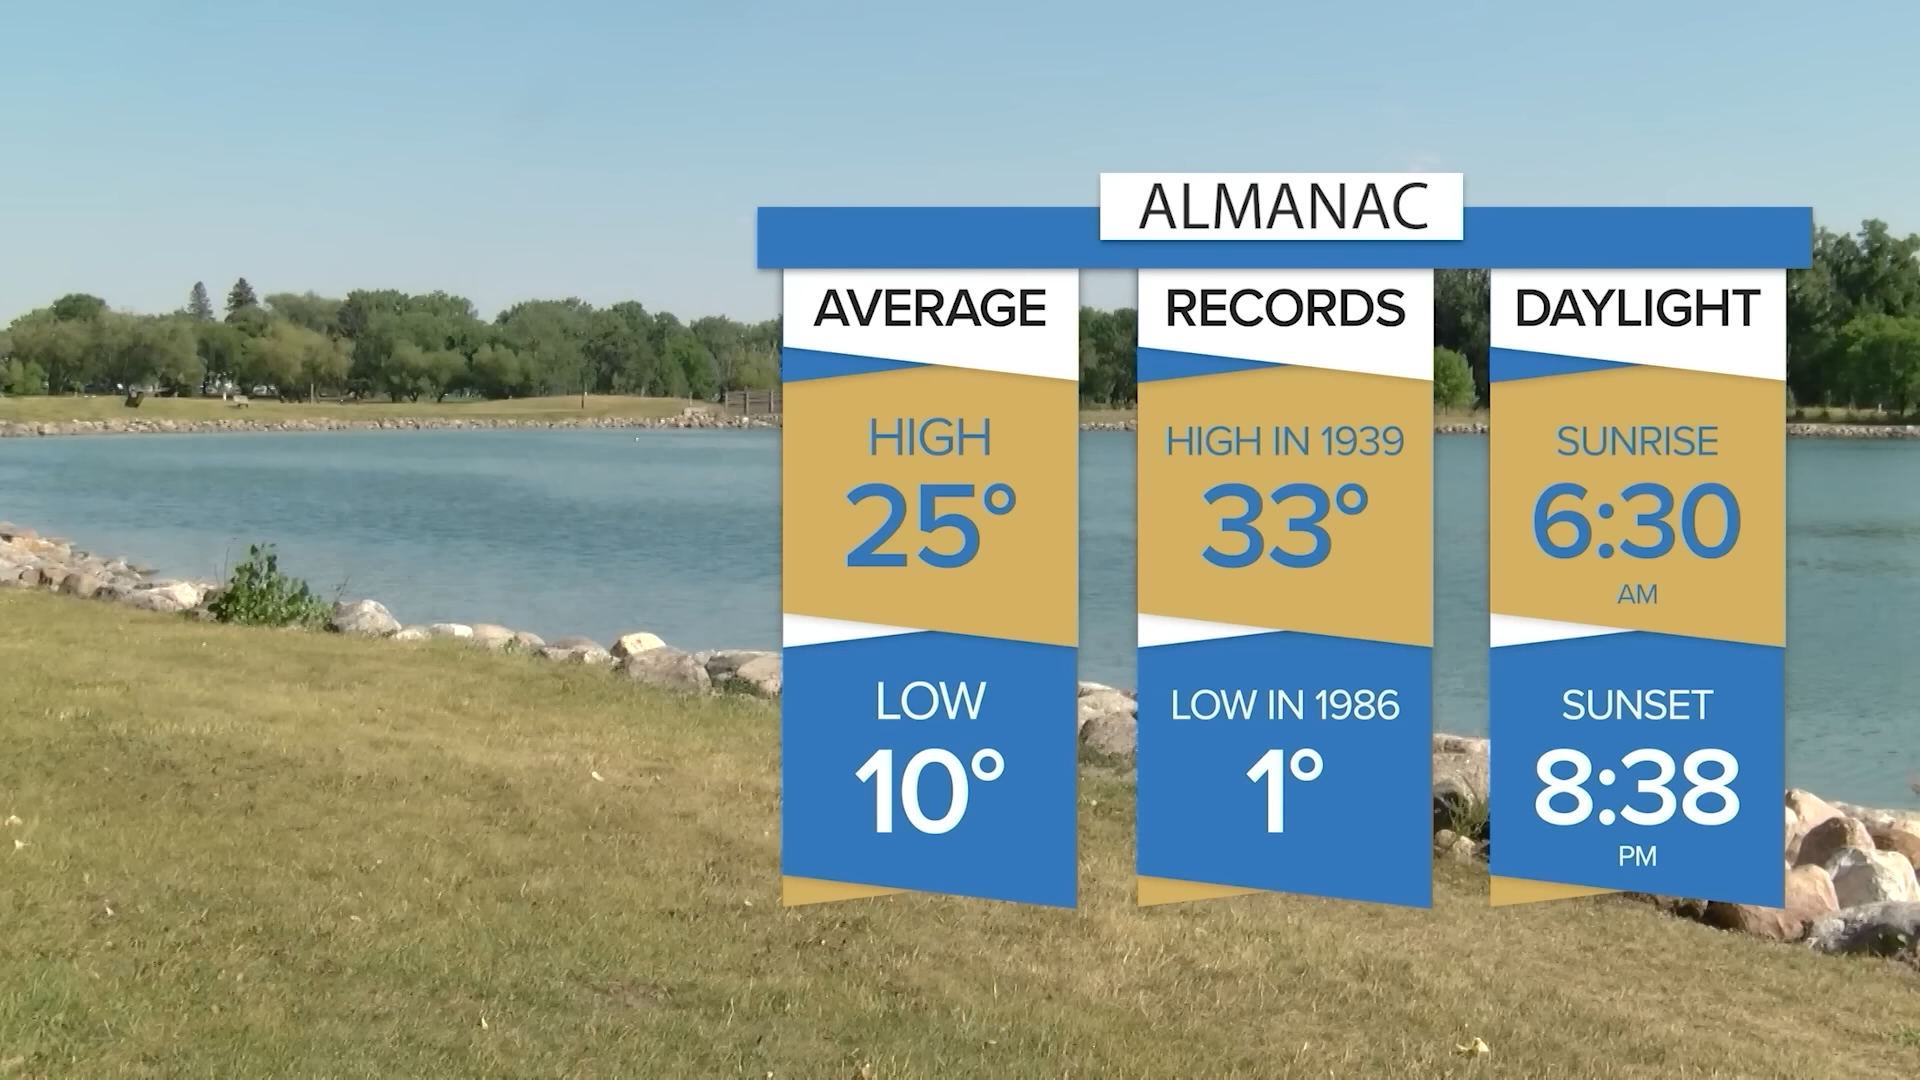 ALMANAC
AVERAGE
HIGH
25°
LOW
10°
RECORDS
HIGH IN 1939
33°
LOW IN 1986
1°
DAYLIGHT
SUNRISE
6:30
AM
SUNSET
8:38
PM